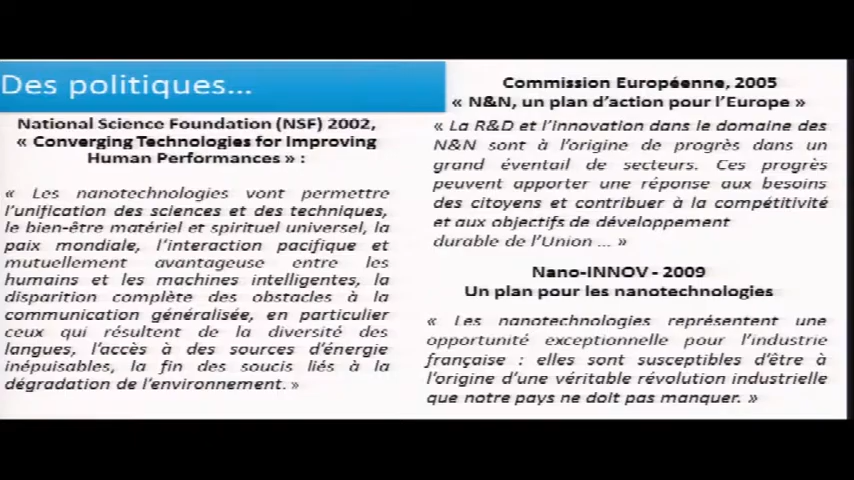 Des politiques...
National Science Foundation (NSF) 2002,
« Converging Technologies for Improving
Human Performances » :
« Les nanotechnologies vont permettre
l'unification des sciences et des techniques,
le bien-être matériel et spirituel universel, la
paix mondiale, l'interaction pacifique et
mutuellement avantageuse entre les
humains et les machines intelligentes, la
disparition complète des obstacles à la
communication généralisée, en particulier
ceux qui résultent de la diversité des
langues, l'accès à des sources d'énergie
inépuisables, la fin des soucis liés à la
dégradation de l'environnement. »
Commission Européenne, 2005
« N&N, un plan d'action pour l'Europe »
« La R&D et l'innovation dans le domaine des
N&N sont à l'origine de progrès dans un
grand éventail de secteurs. Ces progrès
peuvent apporter une réponse aux besoins
des citoyens et contribuer à la compétitivité
et aux objectifs de développement
durable de l'Union ... »
Nano-INNOV - 2009
Un plan pour les nanotechnologies
« Les nanotechnologies représentent une
opportunité exceptionnelle pour l'industrie
française : elles sont susceptibles d'être à
l'origine d'une véritable révolution industrielle
que notre pays ne doit pas manquer. »